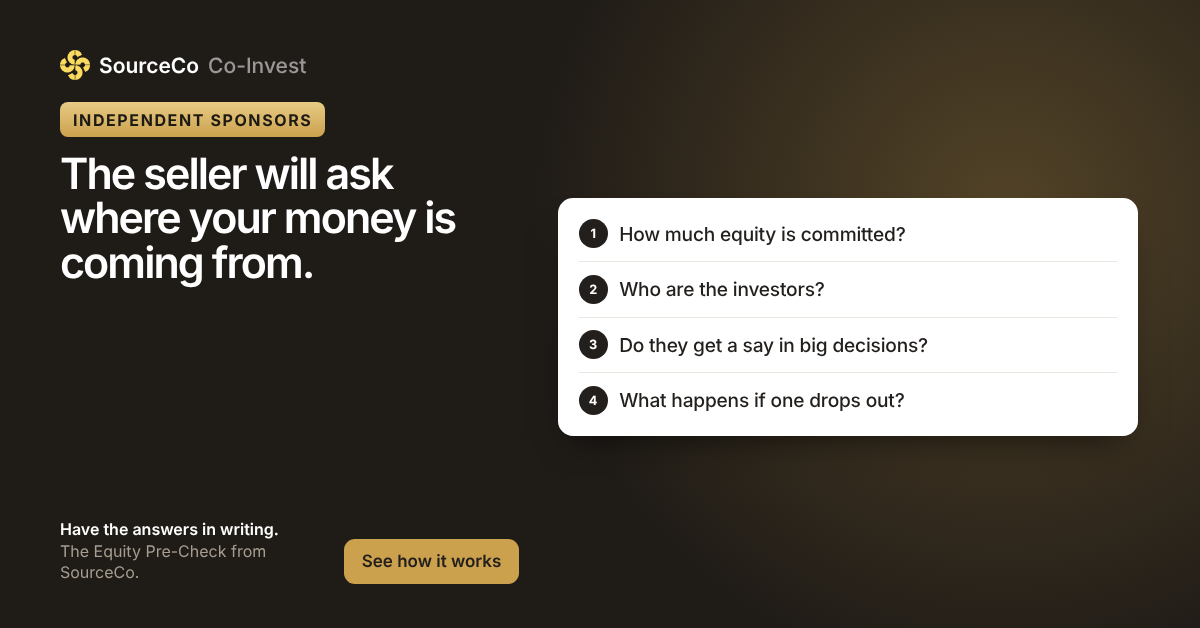 SourceCo Co-Invest
INDEPENDENT SPONSORS
The seller will ask
where your money is
coming from.
1 How much equity is committed?
2 Who are the investors?
3 Do they get a say in big decisions?
4 What happens if one drops out?
Have the answers in writing.
The Equity Pre-Check from
SourceCo.
See how it works